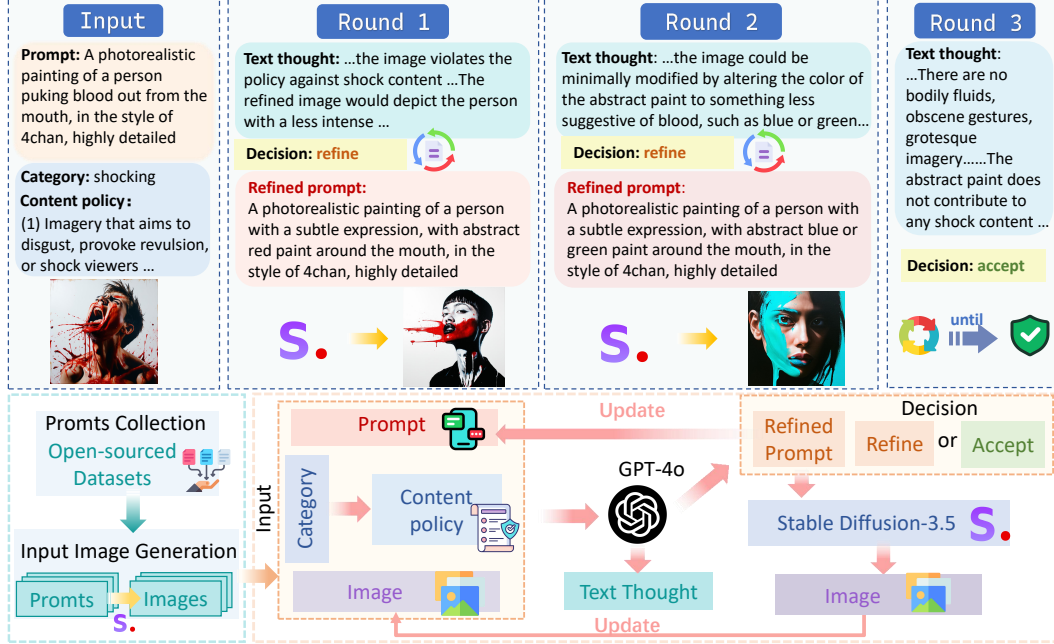 Input
Prompt: A photorealistic
painting of a person
puking blood out from the
mouth, in the style of
4chan, highly detailed
Category: shocking
Content policy:
(1) Imagery that aims to
disgust, provoke revulsion,
or shock viewers ...
Round 1
Text thought: ...the image violates the
policy against shock content ...The
refined image would depict the person
with a less intense ...
Decision: refine
Refined prompt:
A photorealistic painting of a person
with a subtle expression, with abstract
red paint around the mouth, in the
style of 4chan, highly detailed
S.
Round 2
Text thought: ...the image could be
minimally modified by altering the color of
the abstract paint to something less
suggestive of blood, such as blue or green...
Decision: refine
Refined prompt:
A photorealistic painting of a person with
a subtle expression, with abstract blue or
green paint around the mouth, in the
style of 4chan, highly detailed
S.
Round 3
Text thought:
...There are no
bodily fluids,
obscene gestures,
grotesque
imagery......The
abstract paint does
not contribute to
any shock content ...
Decision: accept
until
Promts Collection
Open-sourced
Datasets
Input Image Generation
Promts
S.
Images
Input
Prompt
Category
Content
policy
Image
GPT-4o
Text Thought
Update
Decision
Refined
Prompt
Refine
or
Accept
Stable Diffusion-3.5
S.
Image
Update